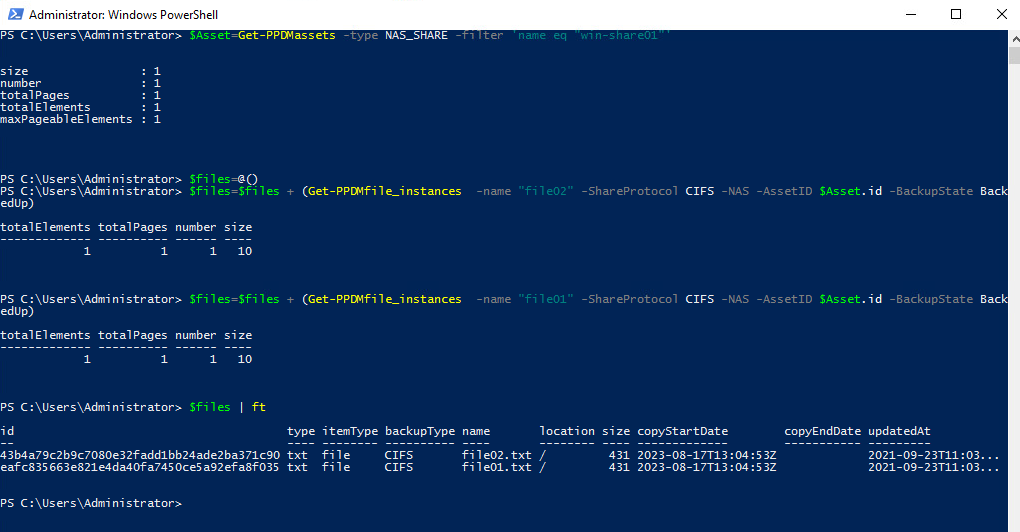 Administrator: Windows PowerShell
PS C:\Users\Administrator> $Asset=Get-PPDMassets -type NAS_SHARE -filter 'name eq "win-share01"'
size                : 1
number              : 1
totalPages          : 1
totalElements       : 1
maxPageableElements : 1
PS C:\Users\Administrator> $files=@()
PS C:\Users\Administrator> $files=$files + (Get-PPDMfile_instances  -name "file02" -ShareProtocol CIFS -NAS -AssetID $Asset.id -BackupState Back
edUp)
totalElements totalPages number size
------------- ---------- ------ ----
            1          1      1   10
PS C:\Users\Administrator> $files=$files + (Get-PPDMfile_instances  -name "file01" -ShareProtocol CIFS -NAS -AssetID $Asset.id -BackupState Back
edUp)
totalElements totalPages number size
------------- ---------- ------ ----
            1          1      1   10
PS C:\Users\Administrator> $files | ft
id                                       type itemType backupType name       location size copyStartDate        copyEndDate updatedAt
--                                       ---- -------- ---------- ----       -------- ---- -------------        ----------- ---------
43b4a79c2b9c7080e32fadd1bb24ade2ba371c90 txt  file     CIFS       file02.txt /         431 2023-08-17T13:04:53Z             2021-09-23T11:03...
eafc835663e821e4da40fa7450ce5a92efa8f035 txt  file     CIFS       file01.txt /         431 2023-08-17T13:04:53Z             2021-09-23T11:03...
PS C:\Users\Administrator>